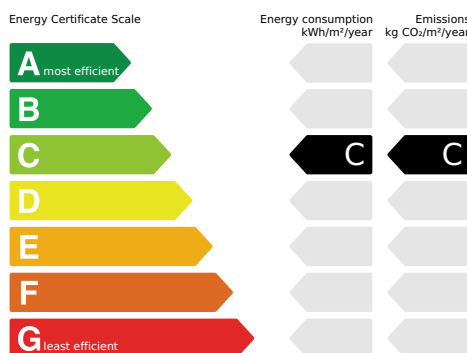 Energy Certificate Scale
Energy consumption
kWh/m²/year
Emissions
kg CO₂/m²/year
A most efficient
B
C C C
D
E
F
G least efficient